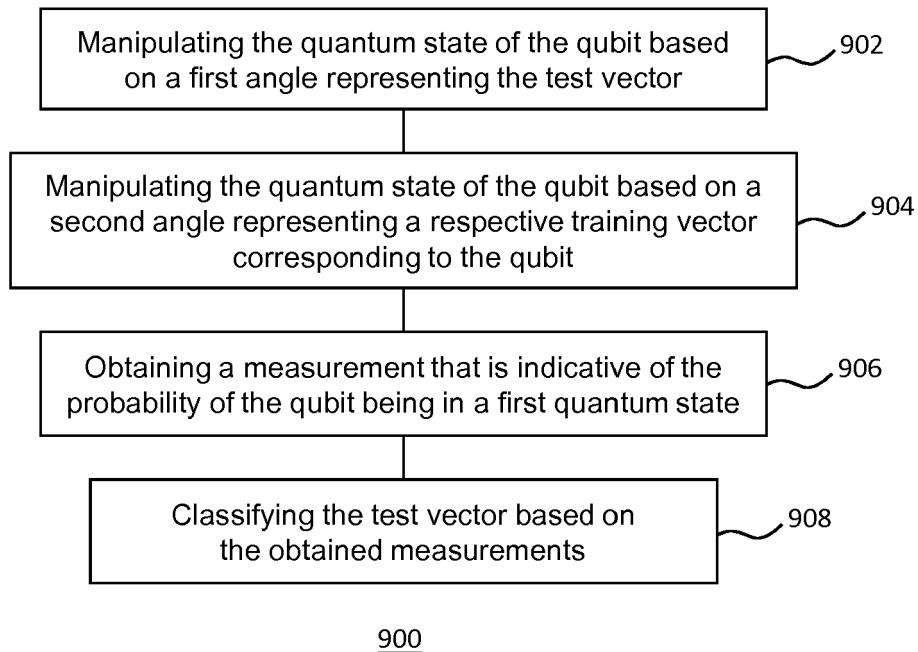 Manipulating the quantum state of the qubit based
on a first angle representing the test vector
902
Manipulating the quantum state of the qubit based on a
second angle representing a respective training vector
corresponding to the qubit
904
Obtaining a measurement that is indicative of the
probability of the qubit being in a first quantum state
906
Classifying the test vector based on
the obtained measurements
908
900